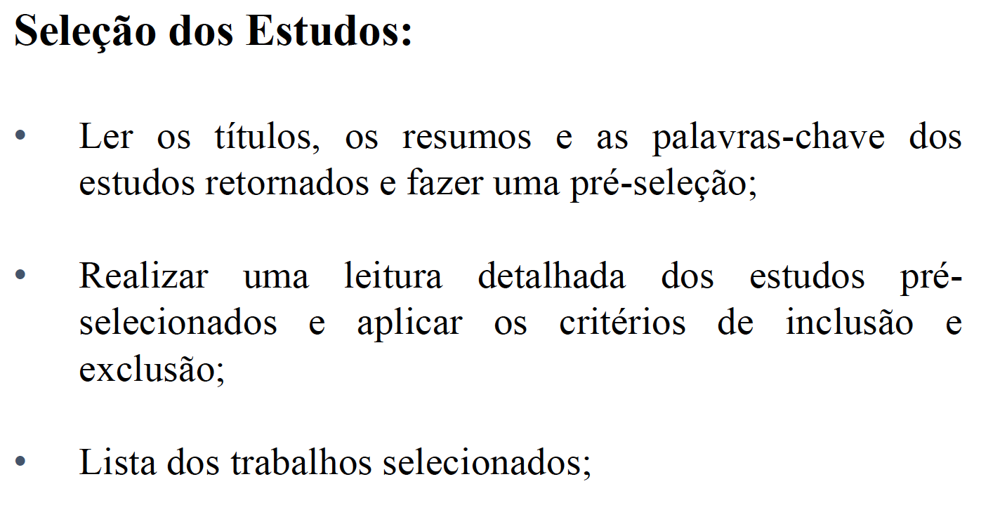 Seleção dos Estudos:
• Ler os títulos, os resumos e as palavras-chave dos
estudos retornados e fazer uma pré-seleção;
• Realizar uma leitura detalhada dos estudos pré-
selecionados e aplicar os critérios de inclusão e
exclusão;
• Lista dos trabalhos selecionados;